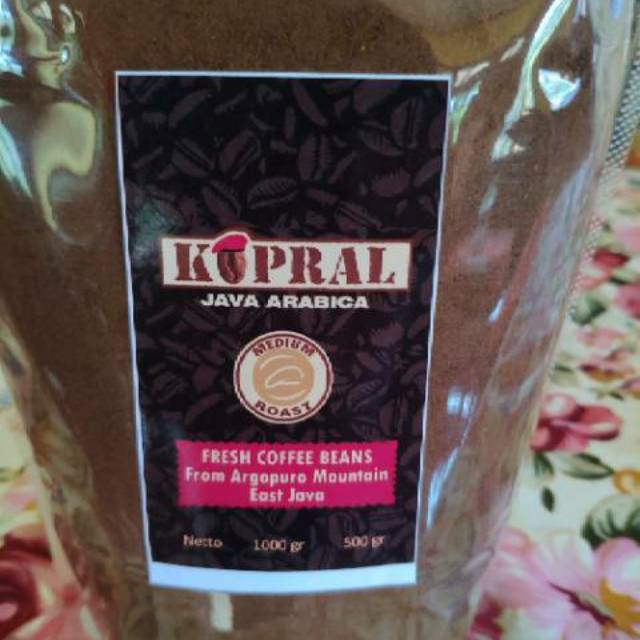 KOPRAL
JAVA ARABICA
MEDIUM
ROAST
FRESH COFFEE BEANS
From Argopuro Mountain
East Java
Netto 1000 gr 500 gr